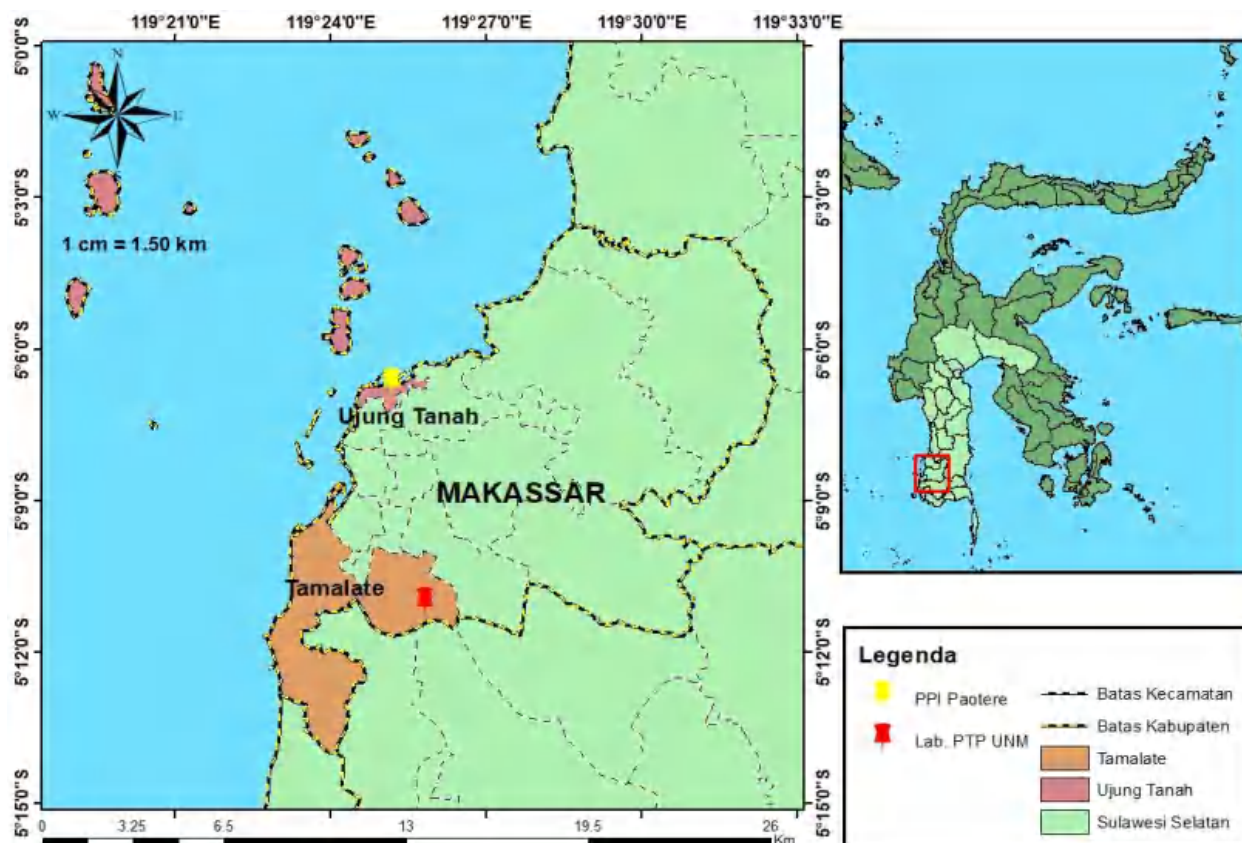 119°21'0"E 119°24'0"E 119°27'0"E 119°30'0"E 119°33'0"E
5°0'0"S
5°0'0"S
N
W E
5°3'0"S
5°3'0"S
1 cm = 1.50 km
5°6'0"S
5°6'0"S
Ujung Tanah
MAKASSAR
5°9'0"S
5°9'0"S
Tamalate
5°12'0"S
5°12'0"S
5°15'0"S
5°15'0"S
0 3.25 6.5 13 19.5 26
Km
Legenda
PPI Paotere
Lab. PTP UNM
Batas Kecamatan
Batas Kabupaten
Tamalate
Ujung Tanah
Sulawesi Selatan